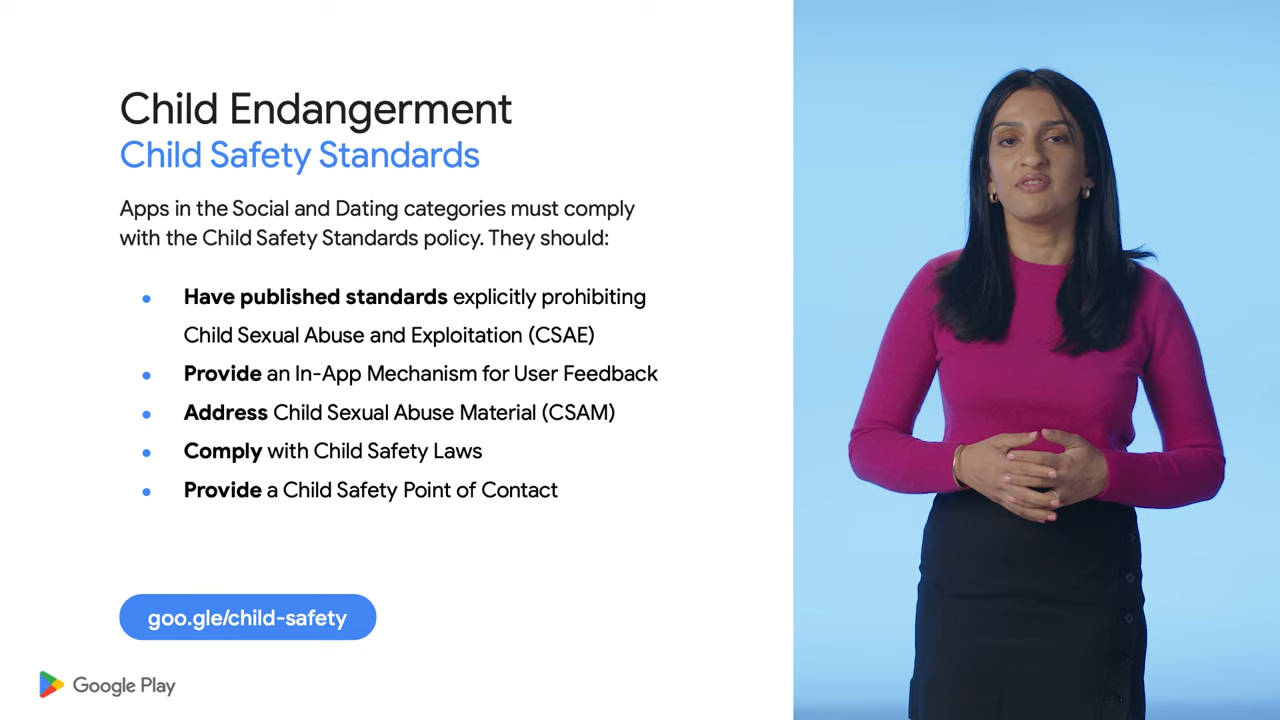 Child Endangerment
Child Safety Standards
Apps in the Social and Dating categories must comply
with the Child Safety Standards policy. They should:
• Have published standards explicitly prohibiting
Child Sexual Abuse and Exploitation (CSAE)
• Provide an In-App Mechanism for User Feedback
• Address Child Sexual Abuse Material (CSAM)
• Comply with Child Safety Laws
• Provide a Child Safety Point of Contact
goo.gle/child-safety
Google Play